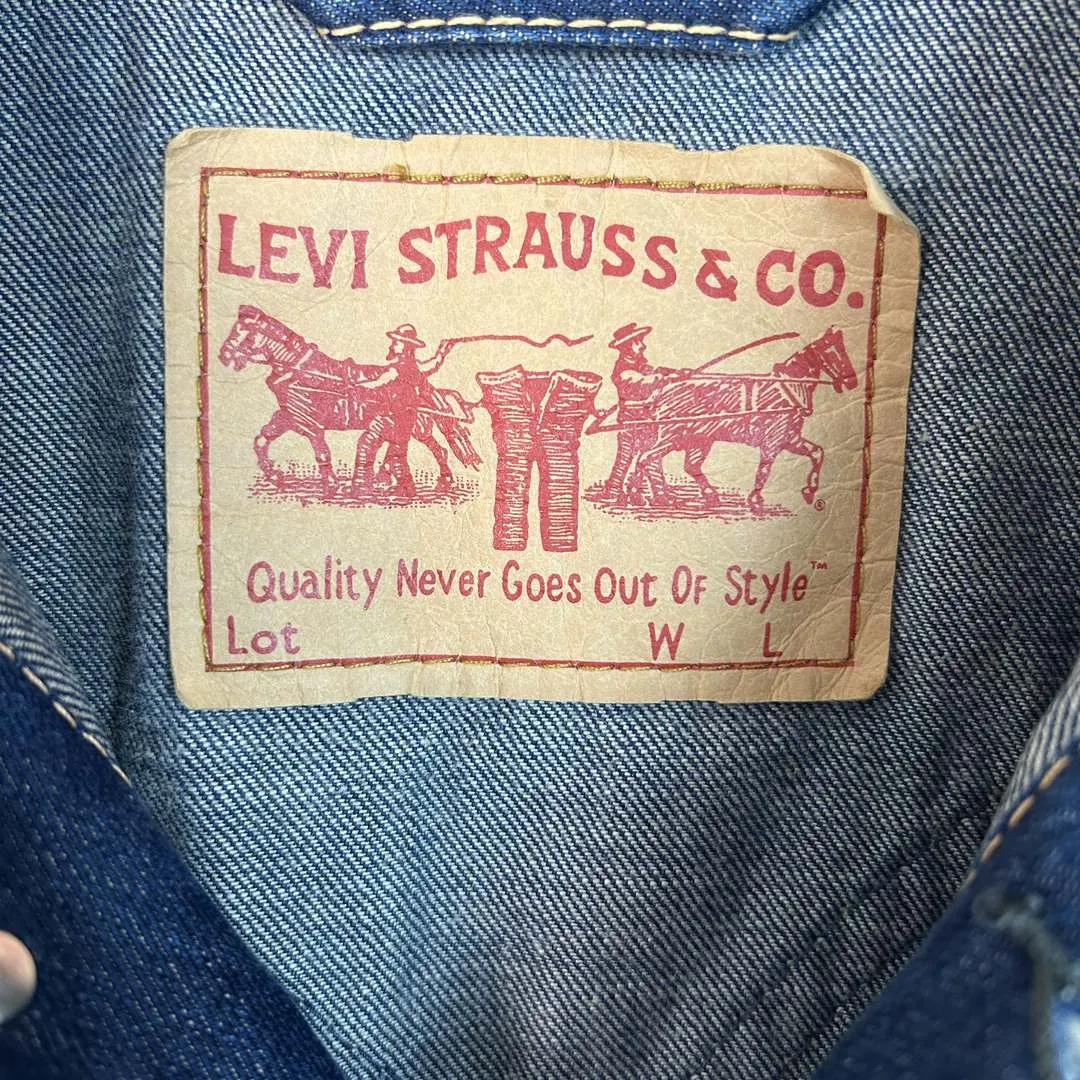 LEVI STRAUSS & CO.
®
Quality Never Goes Out Of Style™
Lot W L